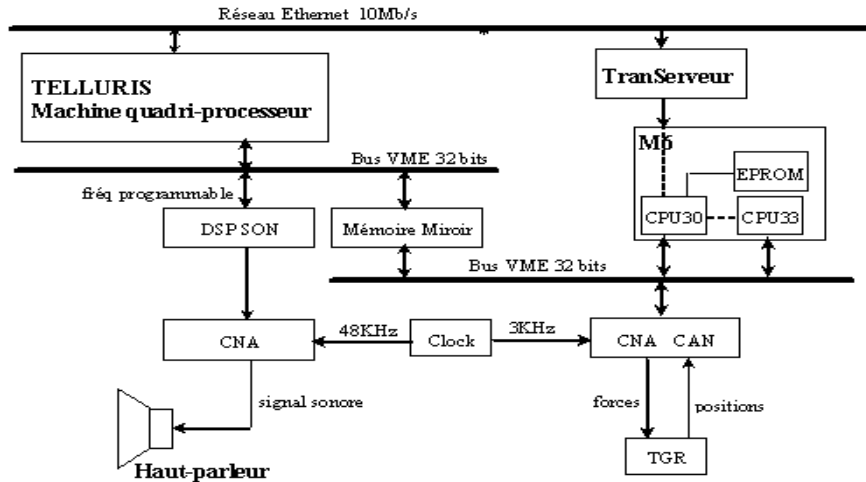 Réseau Ethernet 10Mb/s
TELLURIS
Machine quadri-processeur
TranServeur
M6
EPROM
CPU30
CPU33
Bus VME 32 bits
fréq programmable
DSP SON
Mémoire Miroir
Bus VME 32 bits
CNA
48KHz
Clock
3KHz
CNA CAN
signal sonore
forces
positions
Haut-parleur
TGR